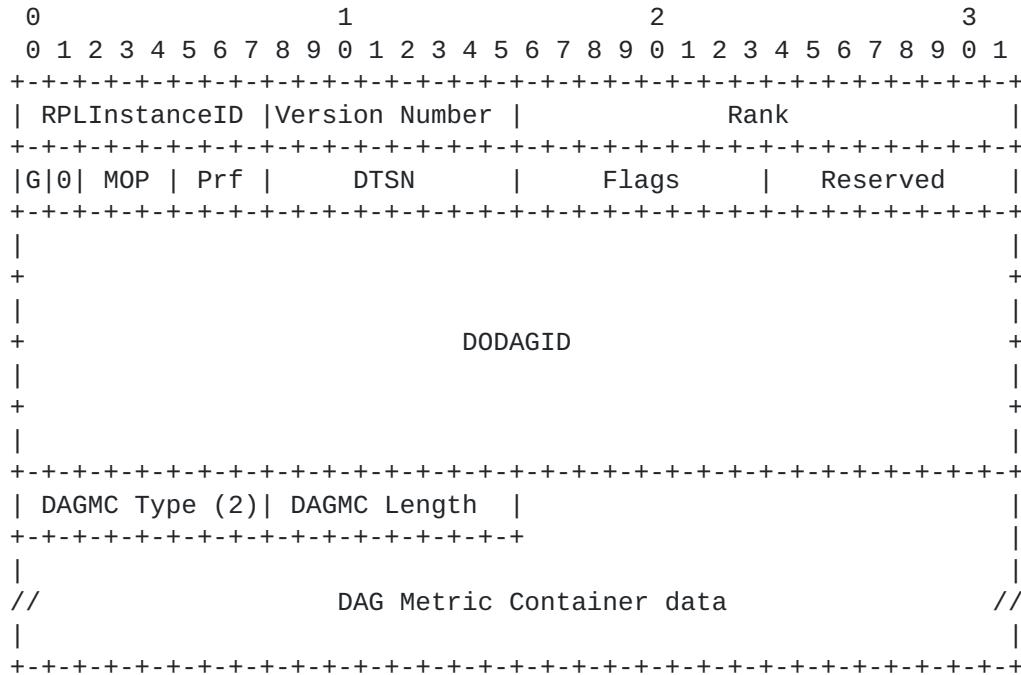 0                   1                   2                   3
 0 1 2 3 4 5 6 7 8 9 0 1 2 3 4 5 6 7 8 9 0 1 2 3 4 5 6 7 8 9 0 1
+-+-+-+-+-+-+-+-+-+-+-+-+-+-+-+-+-+-+-+-+-+-+-+-+-+-+-+-+-+-+-+-+
| RPLInstanceID |Version Number |             Rank              |
+-+-+-+-+-+-+-+-+-+-+-+-+-+-+-+-+-+-+-+-+-+-+-+-+-+-+-+-+-+-+-+-+
|G|0| MOP | Prf |     DTSN      |     Flags     |   Reserved    |
+-+-+-+-+-+-+-+-+-+-+-+-+-+-+-+-+-+-+-+-+-+-+-+-+-+-+-+-+-+-+-+-+
|                                                               |
+                                                               +
|                                                               |
+                            DODAGID                            +
|                                                               |
+                                                               +
|                                                               |
+-+-+-+-+-+-+-+-+-+-+-+-+-+-+-+-+-+-+-+-+-+-+-+-+-+-+-+-+-+-+-+-+
| DAGMC Type (2)| DAGMC Length  |                               |
+-+-+-+-+-+-+-+-+-+-+-+-+-+-+-+-+                               |
|                                                               |
//                   DAG Metric Container data                 //
|                                                               |
+-+-+-+-+-+-+-+-+-+-+-+-+-+-+-+-+-+-+-+-+-+-+-+-+-+-+-+-+-+-+-+-+